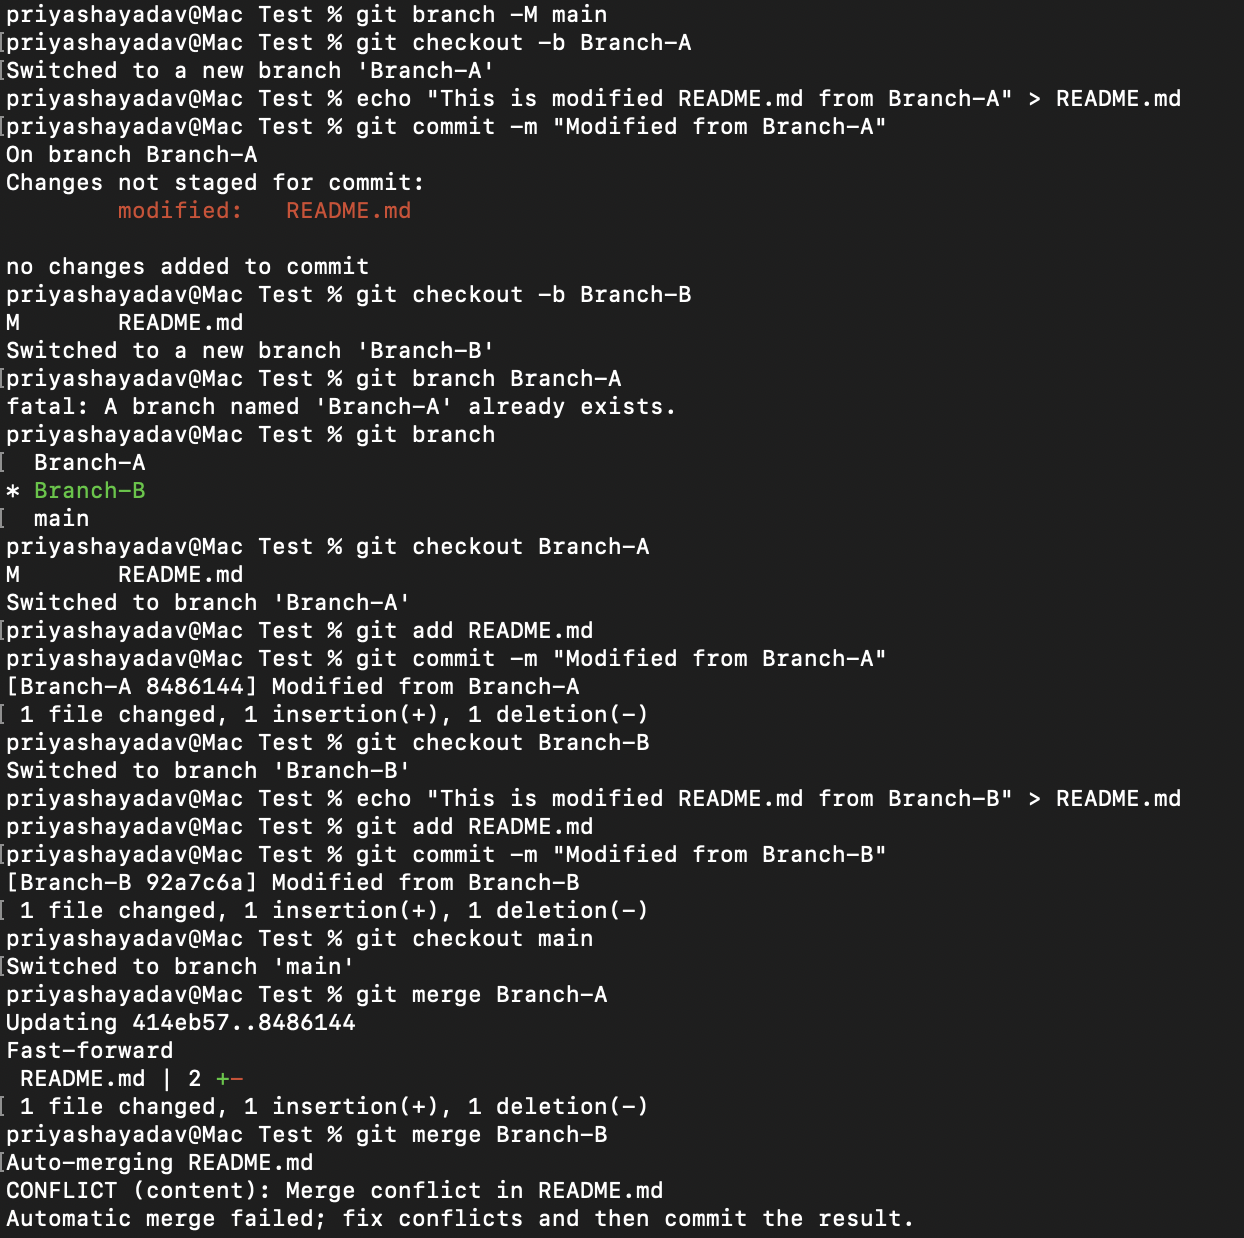 priyashayadav@Mac Test % git branch -M main
[priyashayadav@Mac Test % git checkout -b Branch-A
[Switched to a new branch 'Branch-A'
priyashayadav@Mac Test % echo "This is modified README.md from Branch-A" > README.md
[priyashayadav@Mac Test % git commit -m "Modified from Branch-A"
On branch Branch-A
Changes not staged for commit:
        modified:   README.md

no changes added to commit
priyashayadav@Mac Test % git checkout -b Branch-B
M       README.md
Switched to a new branch 'Branch-B'
[priyashayadav@Mac Test % git branch Branch-A
fatal: A branch named 'Branch-A' already exists.
priyashayadav@Mac Test % git branch
[  Branch-A
* Branch-B
[  main
priyashayadav@Mac Test % git checkout Branch-A
M       README.md
Switched to branch 'Branch-A'
[priyashayadav@Mac Test % git add README.md
priyashayadav@Mac Test % git commit -m "Modified from Branch-A"
[Branch-A 8486144] Modified from Branch-A
[ 1 file changed, 1 insertion(+), 1 deletion(-)
priyashayadav@Mac Test % git checkout Branch-B
Switched to branch 'Branch-B'
priyashayadav@Mac Test % echo "This is modified README.md from Branch-B" > README.md
priyashayadav@Mac Test % git add README.md
[priyashayadav@Mac Test % git commit -m "Modified from Branch-B"
[Branch-B 92a7c6a] Modified from Branch-B
[ 1 file changed, 1 insertion(+), 1 deletion(-)
priyashayadav@Mac Test % git checkout main
[Switched to branch 'main'
priyashayadav@Mac Test % git merge Branch-A
Updating 414eb57..8486144
Fast-forward
 README.md | 2 +-
[ 1 file changed, 1 insertion(+), 1 deletion(-)
priyashayadav@Mac Test % git merge Branch-B
[Auto-merging README.md
CONFLICT (content): Merge conflict in README.md
Automatic merge failed; fix conflicts and then commit the result.